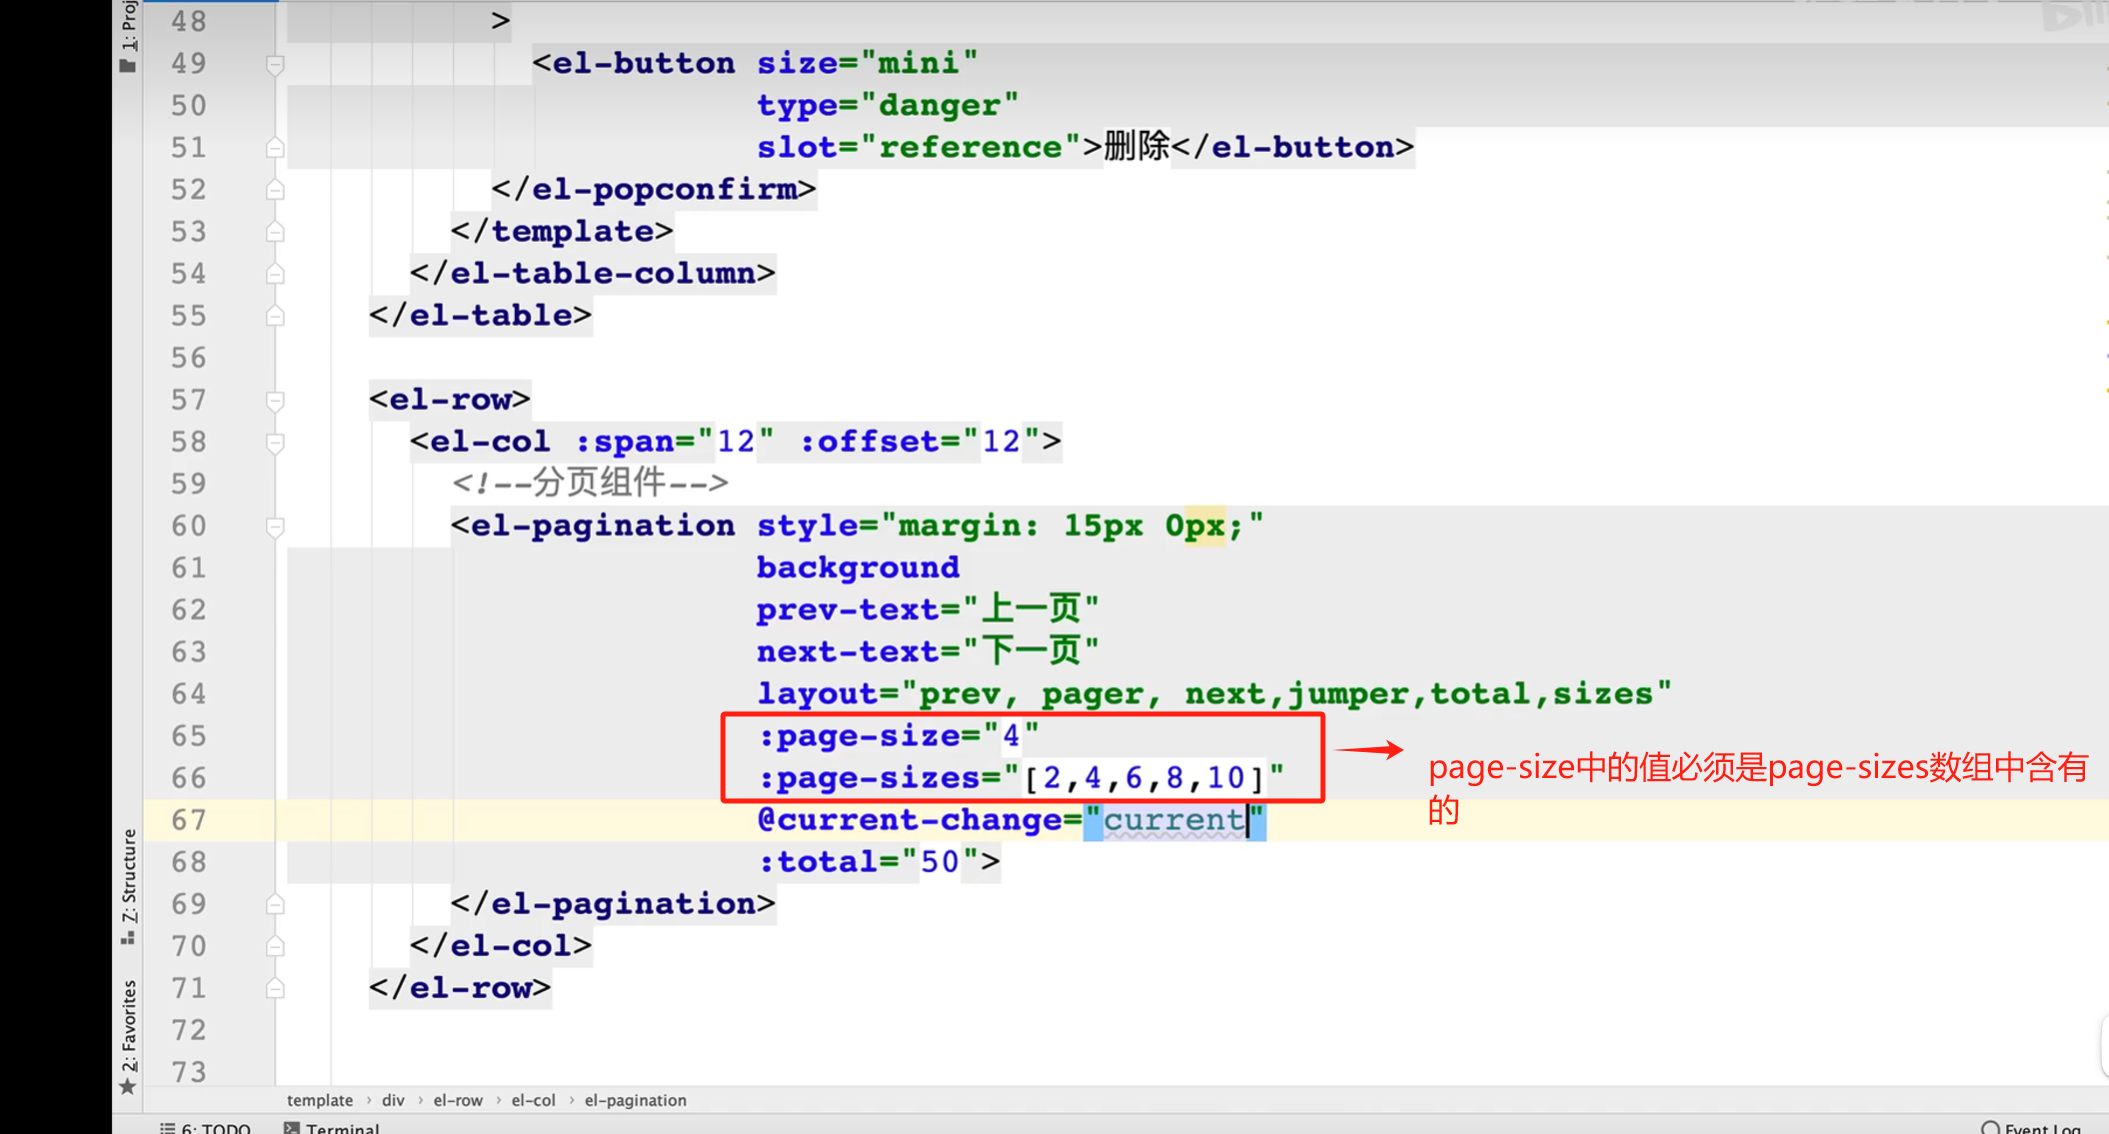 1: Proj
48 >
49 <el-button size="mini"
50 type="danger"
51 slot="reference">删除</el-button>
52 </el-popconfirm>
53 </template>
54 </el-table-column>
55 </el-table>
56
57 <el-row>
58 <el-col :span="12" :offset="12">
59 <!--分页组件-->
60 <el-pagination style="margin: 15px 0px;"
61 background
62 prev-text="上一页"
63 next-text="下一页"
64 layout="prev, pager, next,jumper,total,sizes"
65 :page-size="4"
66 :page-sizes="[2,4,6,8,10]"
page-size中的值必须是page-sizes数组中含有
的
67 @current-change="current"
68 :total="50">
69 </el-pagination>
70 </el-col>
71 </el-row>
72
73
7: Structure
2: Favorites
template › div › el-row › el-col › el-pagination
6: TODO Terminal Event Log